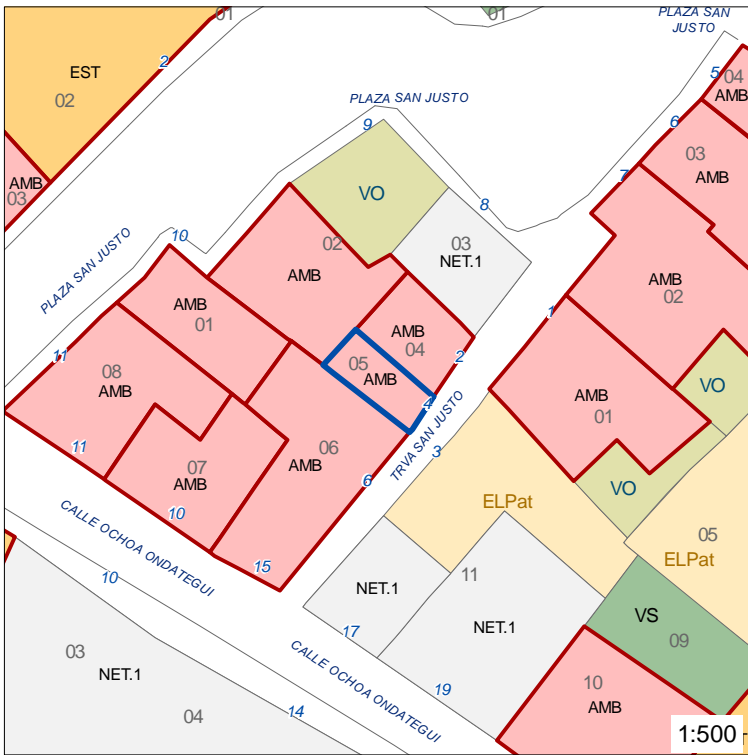 01
01
PLAZA SAN
JUSTO
EST
2
02
5
04
AMB
PLAZA SAN JUSTO
9
6
03
AMB
7
AMB
03
VO
8
10
02
03
NET.1
PLAZA SAN JUSTO
AMB
AMB
02
AMB
01
1
AMB
04
2
11
08
AMB
05
AMB
VO
4
AMB
01
TRVA SAN JUSTO
3
11
06
AMB
07
AMB
6
VO
10
ELPat
05
ELPat
CALLE OCHOA ONDATEGUI
15
10
NET.1
11
VS
09
NET.1
17
03
NET.1
CALLE OCHOA ONDATEGUI
19
10
AMB
04
14
1:500